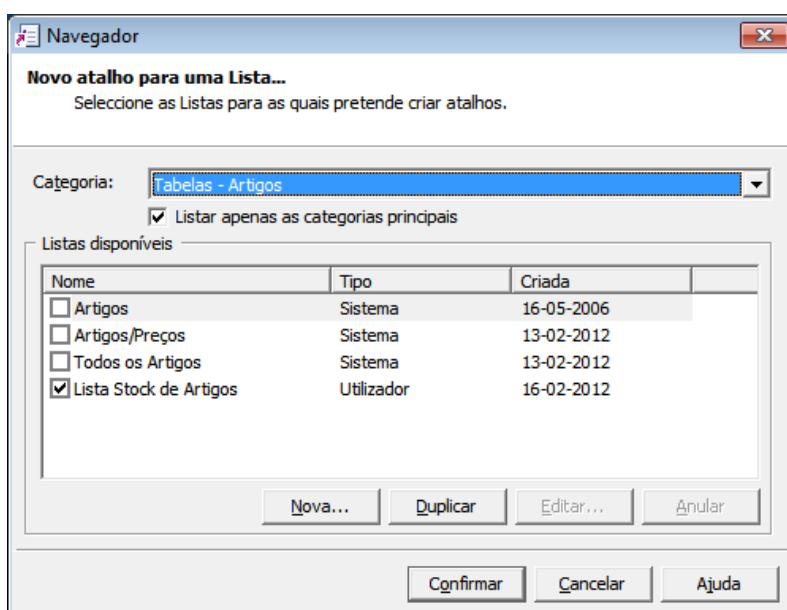 Navegador
Novo atalho para uma Lista...
Seleccione as Listas para as quais pretende criar atalhos.
Categoria: Tabelas - Artigos
Listar apenas as categorias principais
Listas disponíveis
Nome Tipo Criada
Artigos Sistema 16-05-2006
Artigos/Preços Sistema 13-02-2012
Todos os Artigos Sistema 13-02-2012
Lista Stock de Artigos Utilizador 16-02-2012
Nova... Duplicar Editar... Anular
Confirmar Cancelar Ajuda